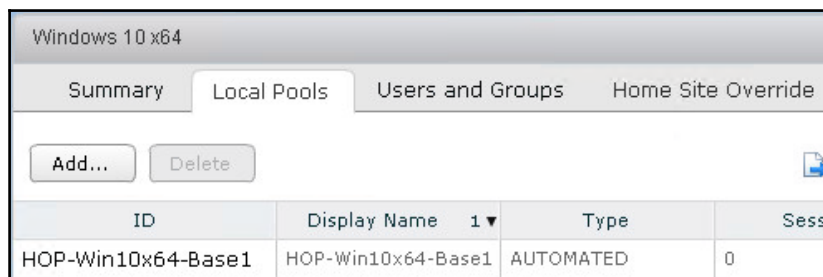 Windows 10 x64
Summary Local Pools Users and Groups Home Site Override
Add... Delete
ID Display Name 1▼ Type Sess
HOP-Win10x64-Base1 HOP-Win10x64-Base1 AUTOMATED 0